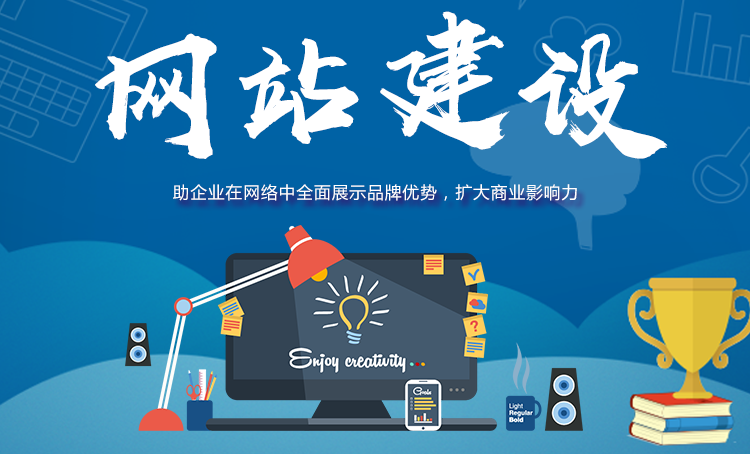 网站建设
助企业在网络中全面展示品牌优势，扩大商业影响力
?
Enjoy creativity...
Goals
Light
Regular
Bold